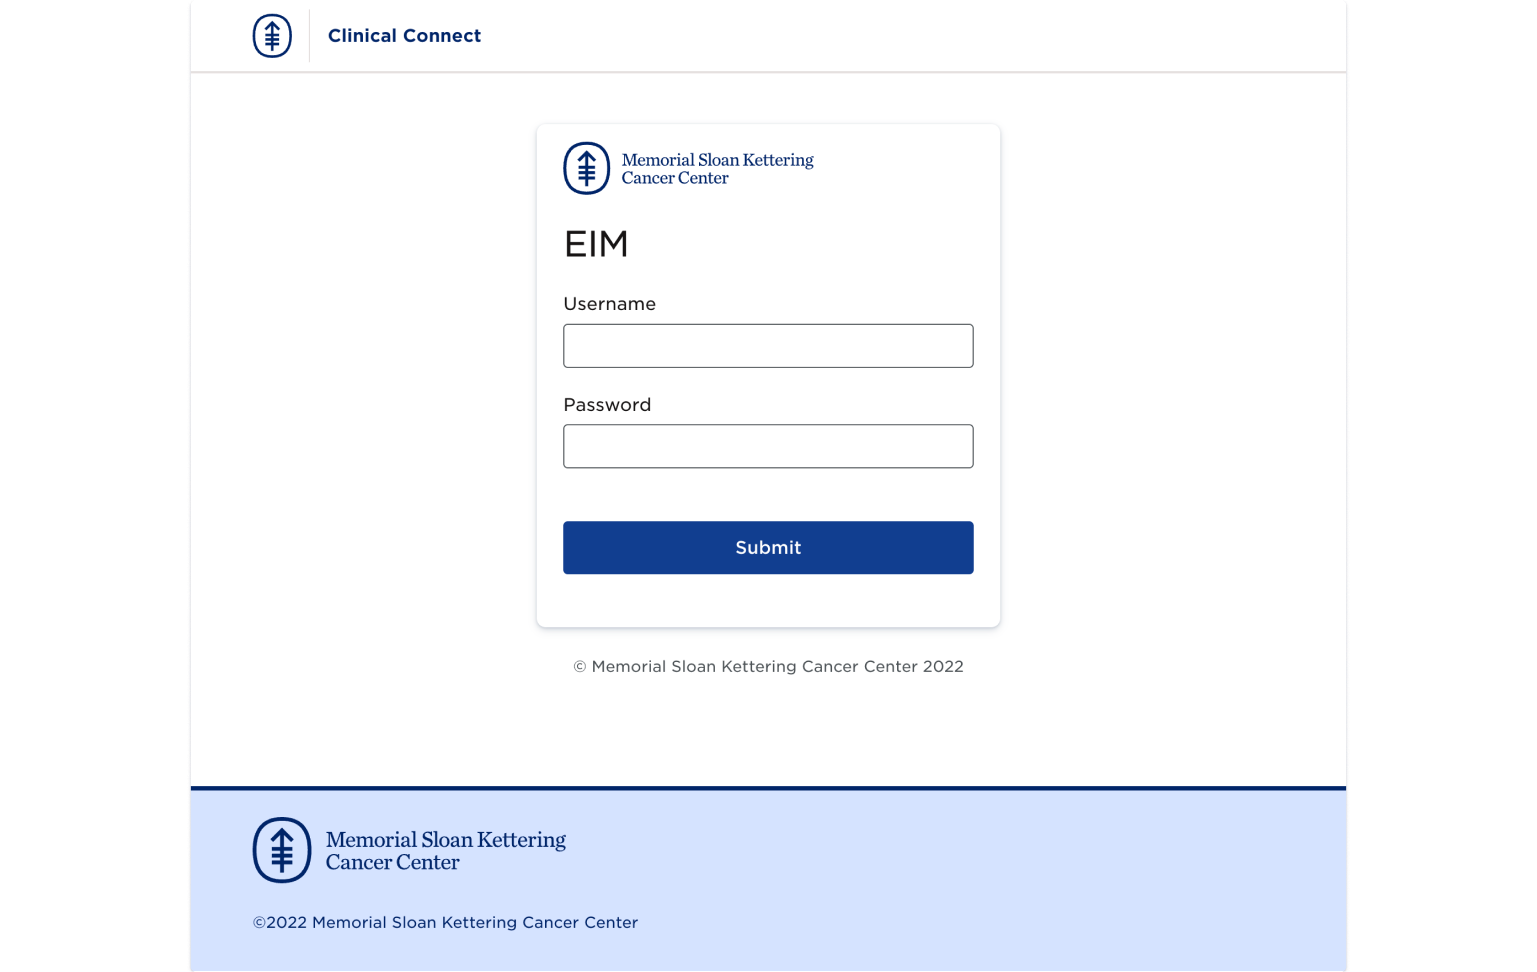 Clinical Connect
Memorial Sloan Kettering
Cancer Center
EIM
Username
Password
Submit
© Memorial Sloan Kettering Cancer Center 2022
Memorial Sloan Kettering
Cancer Center
©2022 Memorial Sloan Kettering Cancer Center